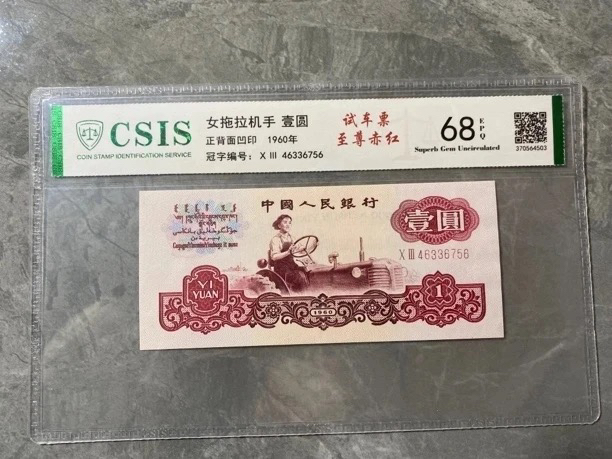 CSIS
COIN STAMP IDENTIFICATION SERVICE
女拖拉机手 壹圆
正背面凹印 1960年
冠字编号： X III 46336756
试车票
至尊赤红
68 EPQ
Superb Gem Uncirculated
370564503
中國人民銀行
壹圓
X III 46336756
YI
YUAN
1960
1